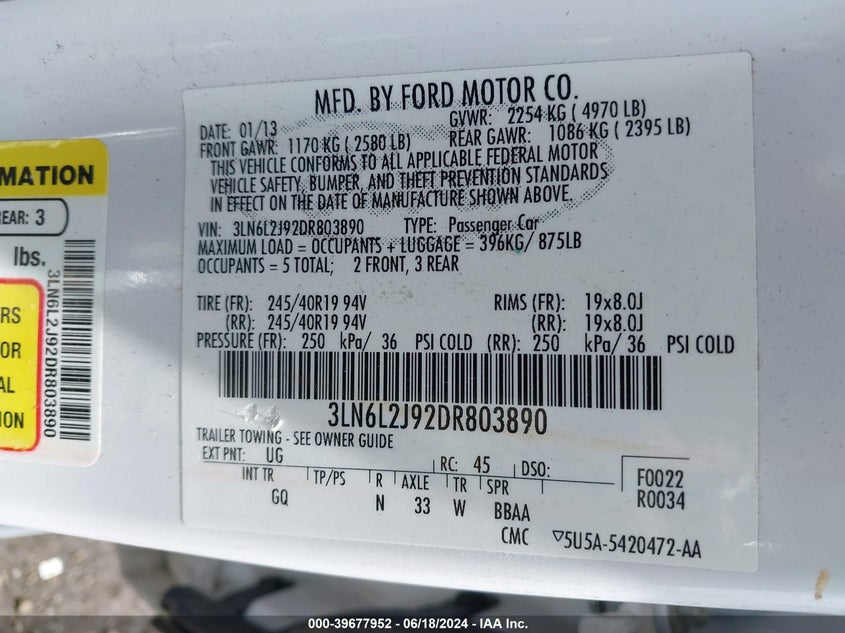 MFD. BY FORD MOTOR CO.
DATE: 01/13
GVWR: 2254 KG ( 4970 LB)
FRONT GAWR: 1170 KG ( 2580 LB)
REAR GAWR: 1086 KG ( 2395 LB)
THIS VEHICLE CONFORMS TO ALL APPLICABLE FEDERAL MOTOR
VEHICLE SAFETY, BUMPER, AND THEFT PREVENTION STANDARDS
IN EFFECT ON THE DATE OF MANUFACTURE SHOWN ABOVE.
VIN: 3LN6L2J92DR803890 TYPE: Passenger Car
MAXIMUM LOAD = OCCUPANTS + LUGGAGE = 396KG/ 875LB
OCCUPANTS = 5 TOTAL; 2 FRONT, 3 REAR
TIRE (FR): 245/40R19 94V RIMS (FR): 19x8.0J
(RR): 245/40R19 94V (RR): 19x8.0J
PRESSURE (FR): 250 kPa/ 36 PSI COLD (RR): 250 kPa/ 36 PSI COLD
3LN6L2J92DR803890
TRAILER TOWING - SEE OWNER GUIDE
EXT PNT: UG RC: 45 DSO:
INT TR TP/PS R AXLE TR SPR
GQ N 33 W BBAA
F0022
R0034
CMC ▽5U5A-5420472-AA
MATION
REAR: 3
lbs.
3LN6L2J92DR803890
ERS
OR
AL
ION
000-39677952 - 06/18/2024 - IAA Inc.